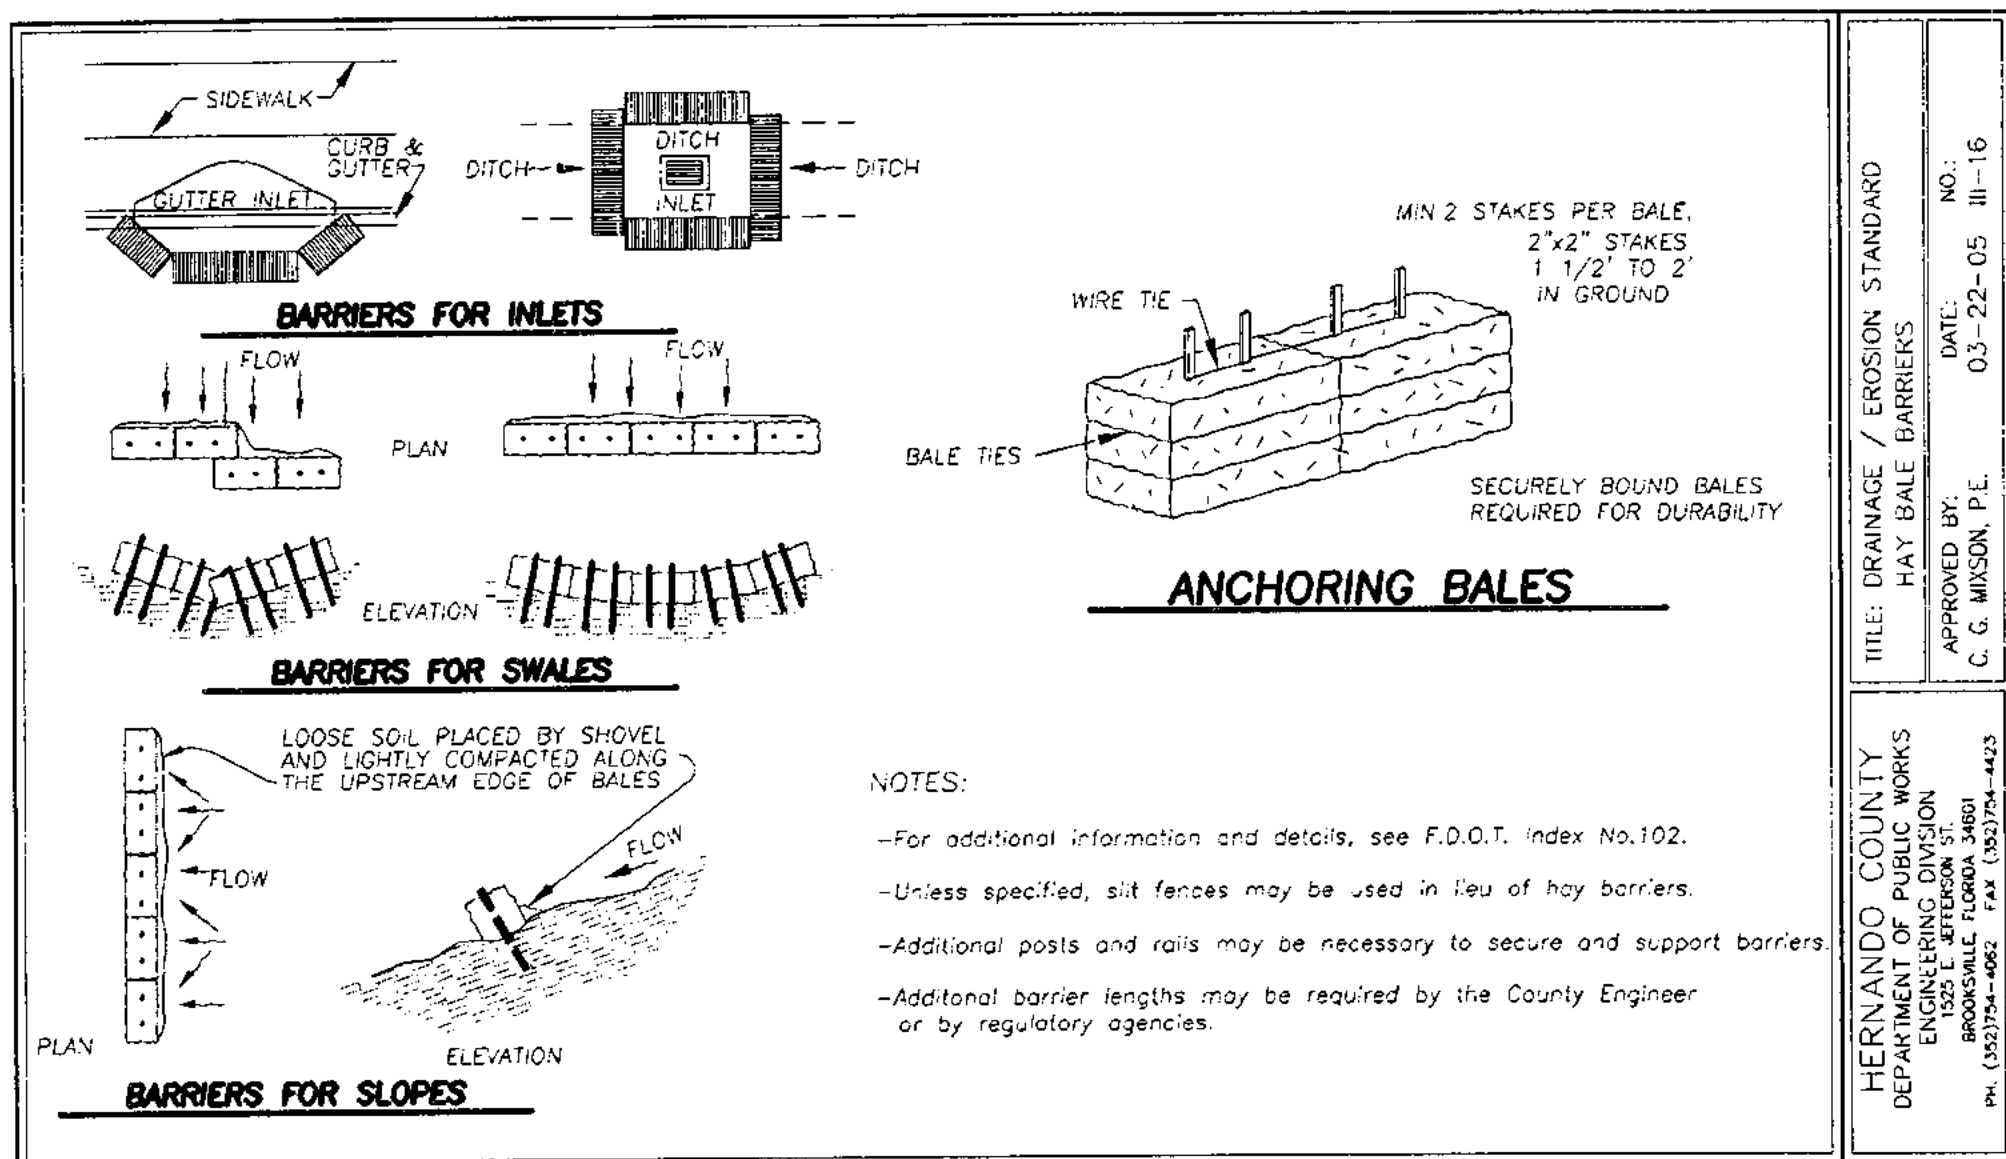 SIDEWALK
CURB &
GUTTER
GUTTER INLET
DITCH
DITCH
INLET
DITCH
BARRIERS FOR INLETS
FLOW
FLOW
PLAN
ELEVATION
BARRIERS FOR SWALES
LOOSE SOIL PLACED BY SHOVEL
AND LIGHTLY COMPACTED ALONG
THE UPSTREAM EDGE OF BALES
FLOW
FLOW
PLAN
ELEVATION
BARRIERS FOR SLOPES
MIN 2 STAKES PER BALE,
2"x2" STAKES
1 1/2' TO 2'
IN GROUND
WIRE TIE
BALE TIES
SECURELY BOUND BALES
REQUIRED FOR DURABILITY
ANCHORING BALES
NOTES:
-For additional information and details, see F.D.O.T. Index No.102.
-Unless specified, silt fences may be used in lieu of hay barriers.
-Additional posts and rails may be necessary to secure and support barriers.
-Additonal barrier lengths may be required by the County Engineer
or by regulatory agencies.
TITLE: DRAINAGE / EROSION STANDARD
HAY BALE BARRIERS
APPROVED BY: DATE: NO.:
C. G. MIXSON, P.E. 03-22-05 III-16
HERNANDO COUNTY
DEPARTMENT OF PUBLIC WORKS
ENGINEERING DIVISION
1525 E. JEFFERSON ST.
BROOKSVILLE, FLORIDA 34601
PH. (352)754-4062 FAX (352)754-4423